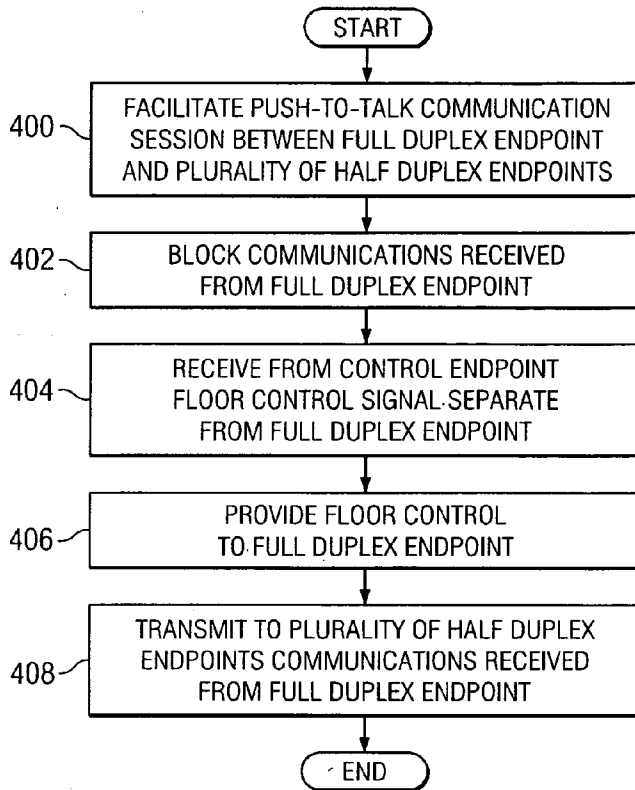 START
400
FACILITATE PUSH-TO-TALK COMMUNICATION
SESSION BETWEEN FULL DUPLEX ENDPOINT
AND PLURALITY OF HALF DUPLEX ENDPOINTS
402
BLOCK COMMUNICATIONS RECEIVED
FROM FULL DUPLEX ENDPOINT
404
RECEIVE FROM CONTROL ENDPOINT
FLOOR CONTROL SIGNAL SEPARATE
FROM FULL DUPLEX ENDPOINT
406
PROVIDE FLOOR CONTROL
TO FULL DUPLEX ENDPOINT
408
TRANSMIT TO PLURALITY OF HALF DUPLEX
ENDPOINTS COMMUNICATIONS RECEIVED
FROM FULL DUPLEX ENDPOINT
END